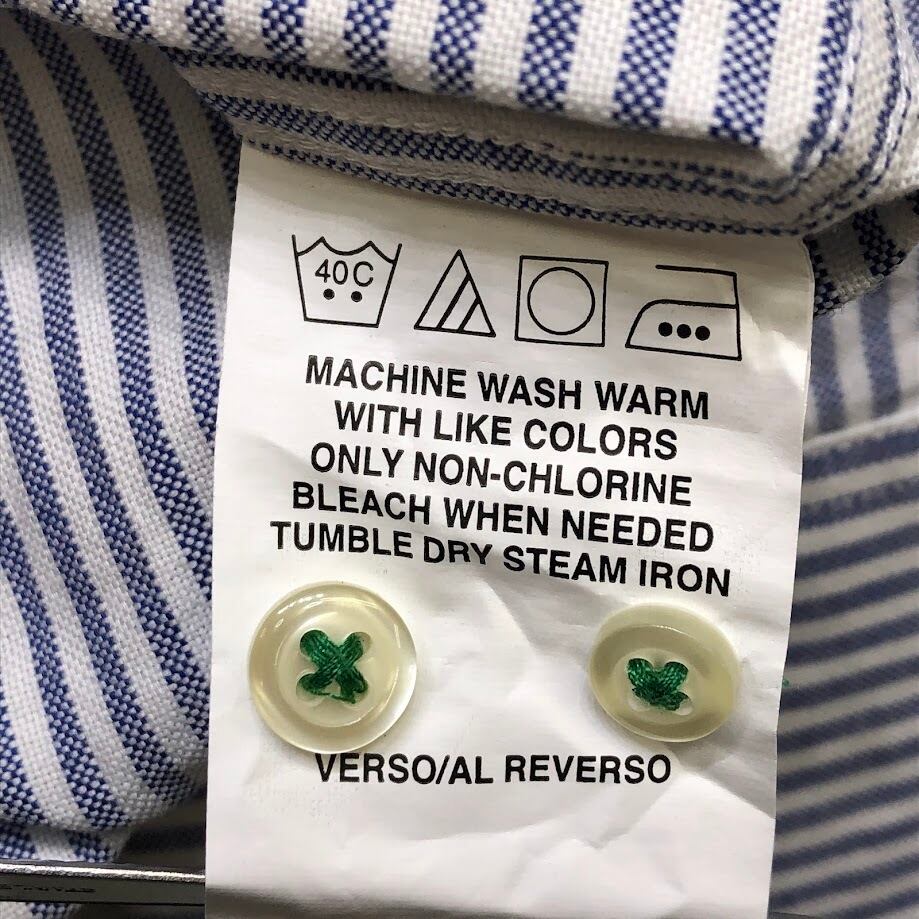 40C
MACHINE WASH WARM
WITH LIKE COLORS
ONLY NON-CHLORINE
BLEACH WHEN NEEDED
TUMBLE DRY STEAM IRON
VERSO/AL REVERSO